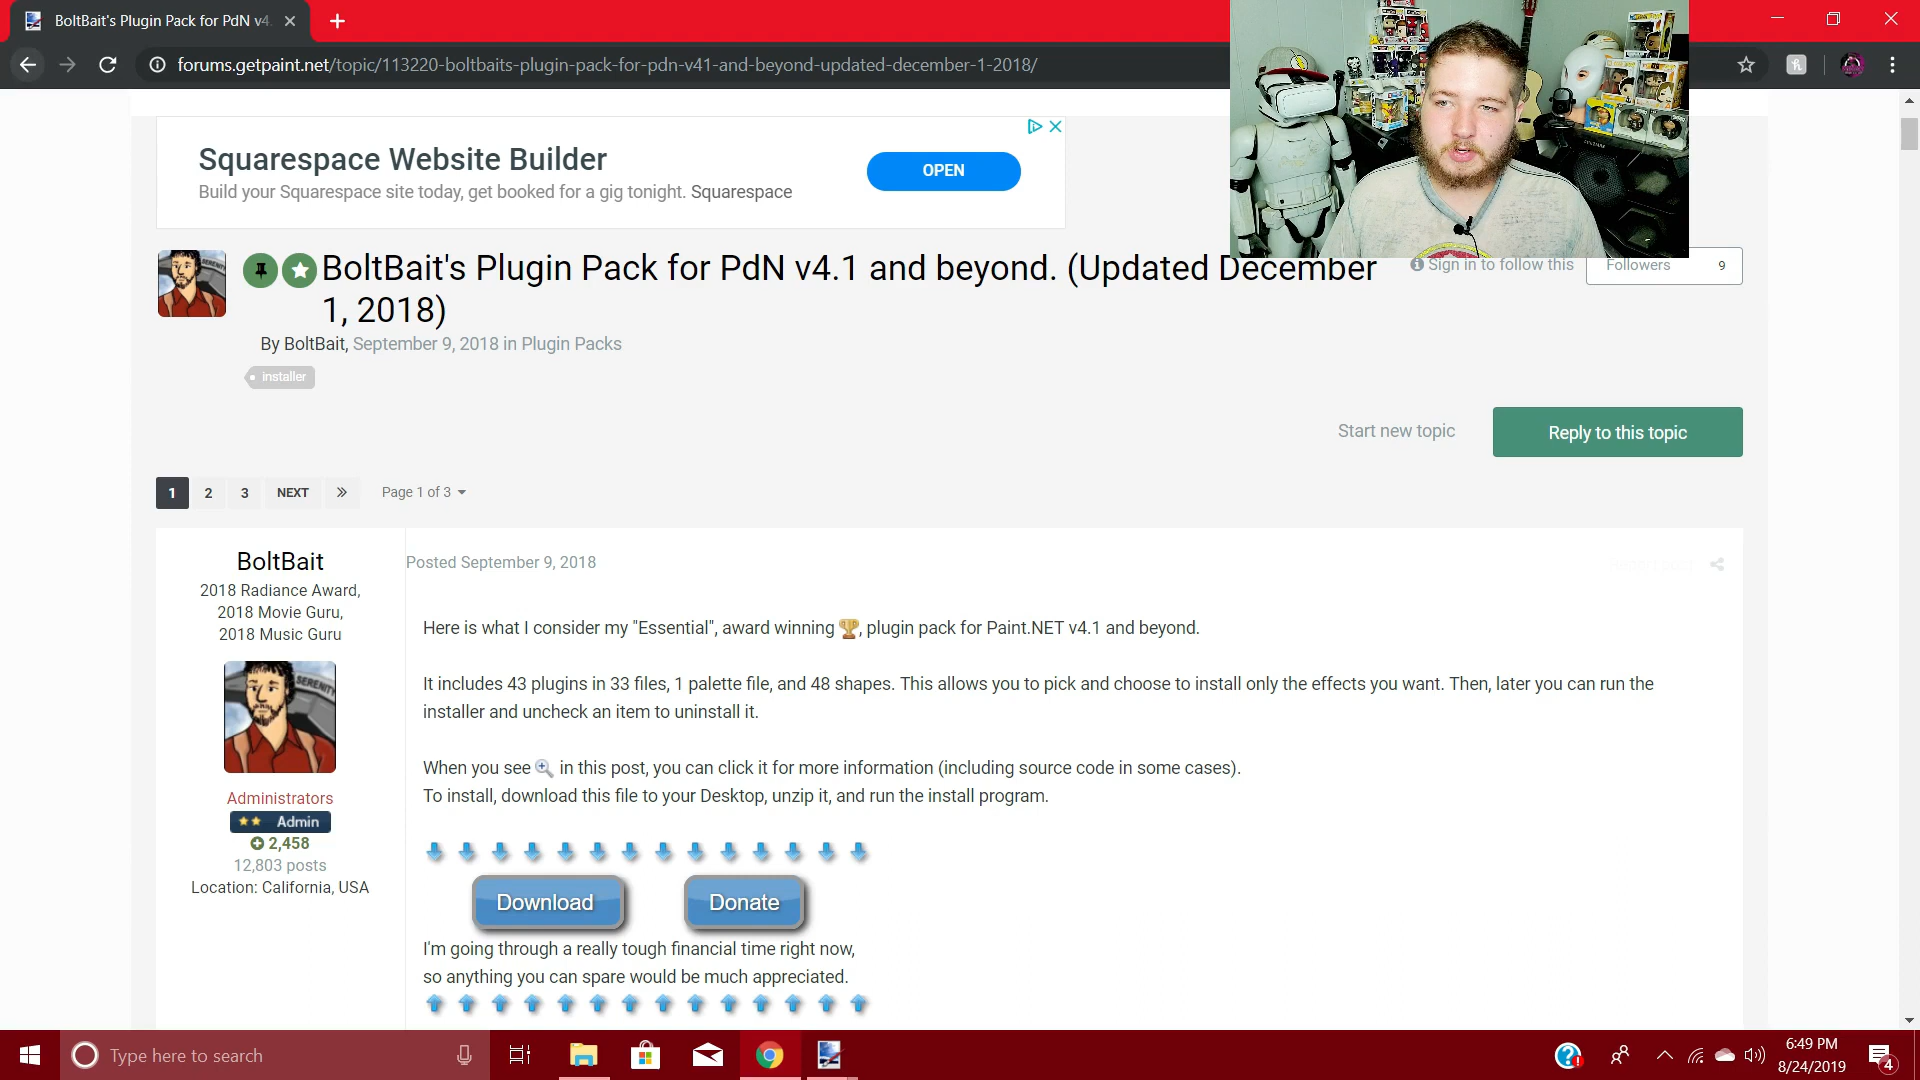 BoltBait's Plugin Pack for PdN v4
forums.getpaint.net/topic/113220-boltbaits-plugin-pack-for-pdn-v41-and-beyond-updated-december-1-2018/
Squarespace Website Builder
Build your Squarespace site today, get booked for a gig tonight. Squarespace
OPEN
BoltBait's Plugin Pack for PdN v4.1 and beyond. (Updated December
1, 2018)
Sign in to follow this
Followers 9
By BoltBait, September 9, 2018 in Plugin Packs
installer
Start new topic
Reply to this topic
1 2 3 NEXT » Page 1 of 3
BoltBait
2018 Radiance Award,
2018 Movie Guru,
2018 Music Guru
SERENITY
Administrators
Admin
2,458
12,803 posts
Location: California, USA
Posted September 9, 2018
Here is what I consider my "Essential", award winning 🏆, plugin pack for Paint.NET v4.1 and beyond.
It includes 43 plugins in 33 files, 1 palette file, and 48 shapes. This allows you to pick and choose to install only the effects you want. Then, later you can run the
installer and uncheck an item to uninstall it.
When you see 🔍 in this post, you can click it for more information (including source code in some cases).
To install, download this file to your Desktop, unzip it, and run the install program.
Download Donate
I'm going through a really tough financial time right now,
so anything you can spare would be much appreciated.
Type here to search
6:49 PM
8/24/2019
4